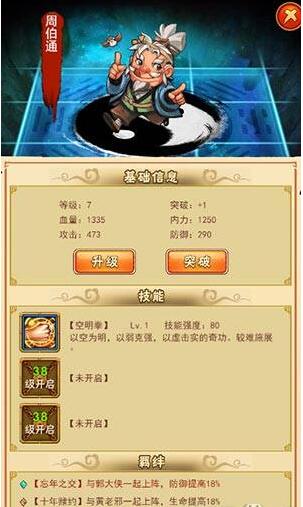 周伯通
基础信息
等级：7 突破：+1
血量：1335 内力：1250
攻击：473 防御：290
升级 突破
技能
【空明拳】 Lv.1 技能强度：80
以空为明，以弱克强，以虚击实的奇功。较难施展。
38
级开启
【未开启】
38
级开启
【未开启】
羁绊
【忘年之交】与郭大侠一起上阵，防御提高18%
【十年赌约】与黄老邪一起上阵，生命提高18%